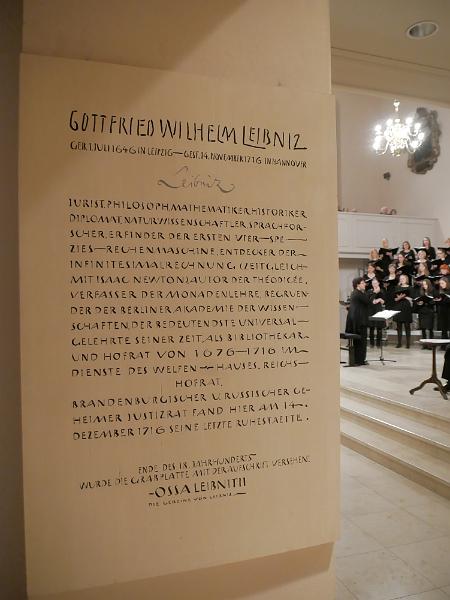 GOTTFRIED WILHELM LEIBNIZ
GEB.1.JULI 1646 IN LEIPZIG—GEST.14.NOVEMBER 1716 IN HANNOVER
Leibniz
JURIST.PHILOSOPH.MATHEMATIKER.HISTORIKER
DIPLOMAT.NATURWISSENSCHAFTLER.SPRACHFOR-
SCHER.ERFINDER DER ERSTEN VIER—SPE-
ZIES—RECHENMASCHINE.ENTDECKER DER
INFINITESIMALRECHNUNG (ZEITGLEICH
MIT ISAAC NEWTON).AUTOR DER THÉODICÉE.
VERFASSER DER MONADENLEHRE. BEGRÜN-
DER DER BERLINER AKADEMIE DER WISSEN-
SCHAFTEN. DER BEDEUTENDSTE UNIVERSAL-
GELEHRTE SEINER ZEIT. ALS BIBLIOTHEKAR
UND HOFRAT VON 1676—1716 IM
DIENSTE DES WELFEN—HAUSES. REICHS-
HOFRAT.
BRANDENBURGISCHER U. RUSSISCHER GE-
HEIMER JUSTIZRAT FAND HIER AM 14.
DEZEMBER 1716 SEINE LETZTE RUHESTAETTE.
ENDE DES 18. JAHRHUNDERTS
WURDE DIE GRABPLATTE MIT DER AUFSCHRIFT VERSEHEN:
-OSSA LEIBNITII
DIE GEBEINE VON LEIBNIZ